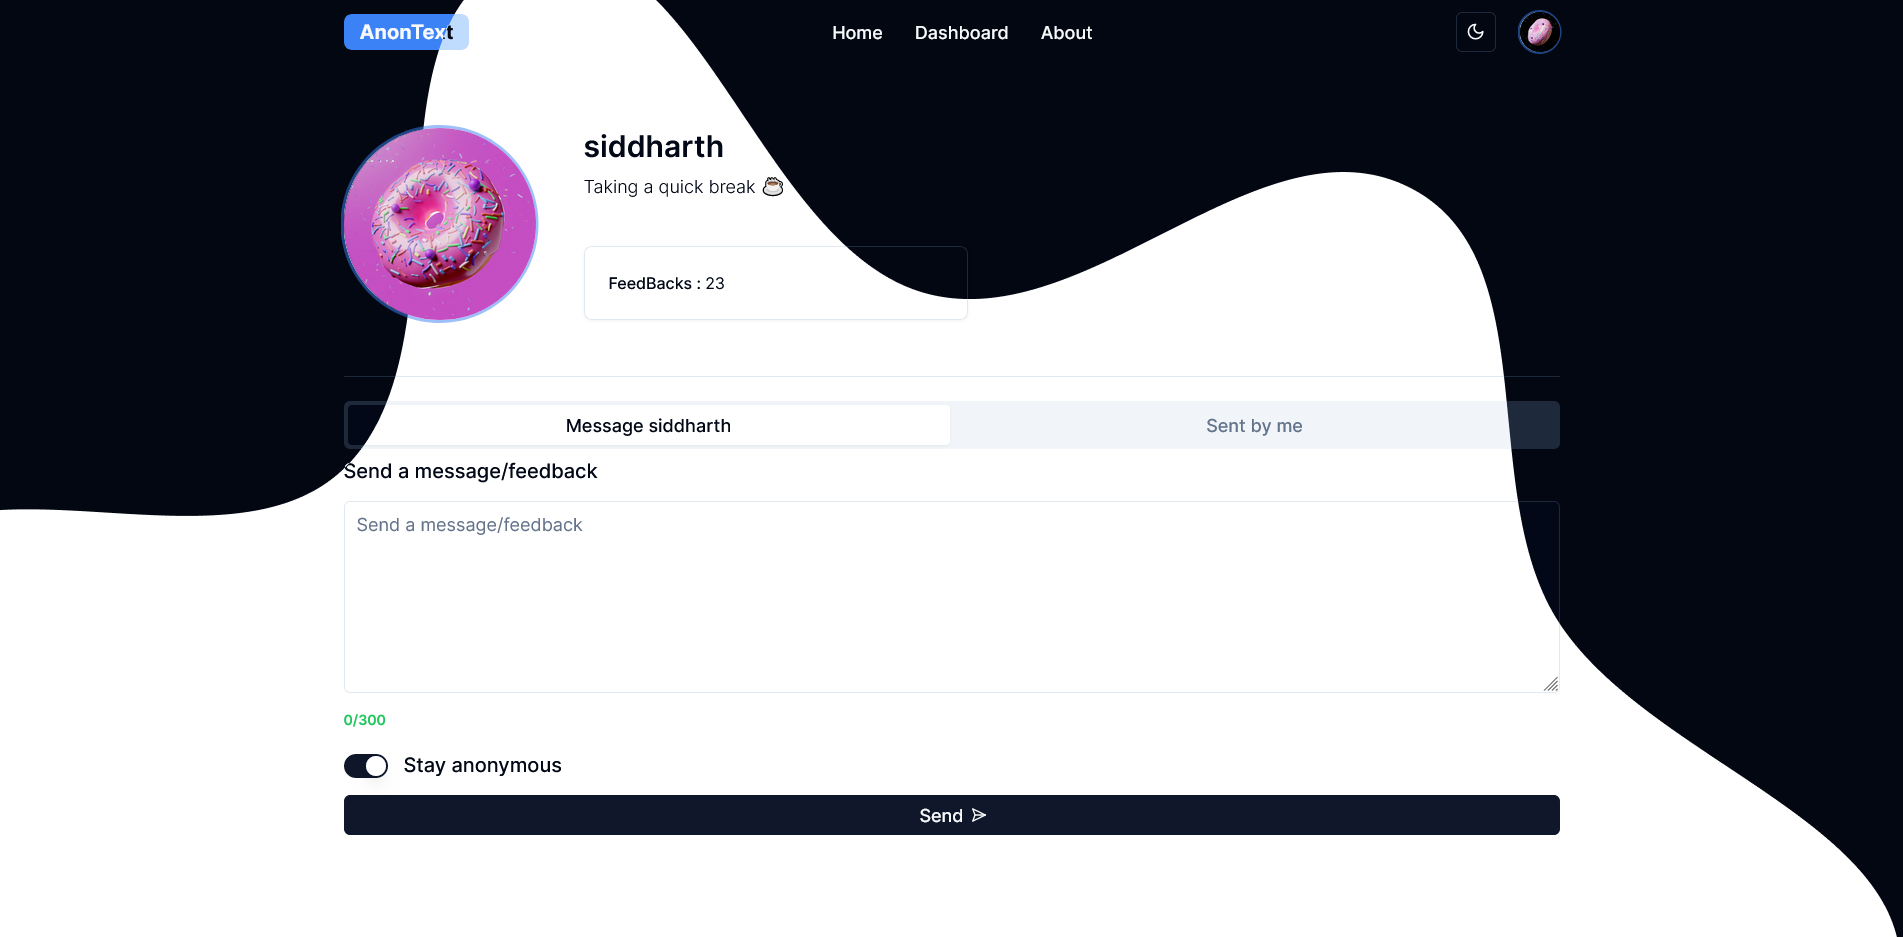 AnonText
Home Dashboard About
siddharth
Taking a quick break ☕
FeedBacks : 23
Message siddharth Sent by me
Send a message/feedback
Send a message/feedback
0/300
Stay anonymous
Send